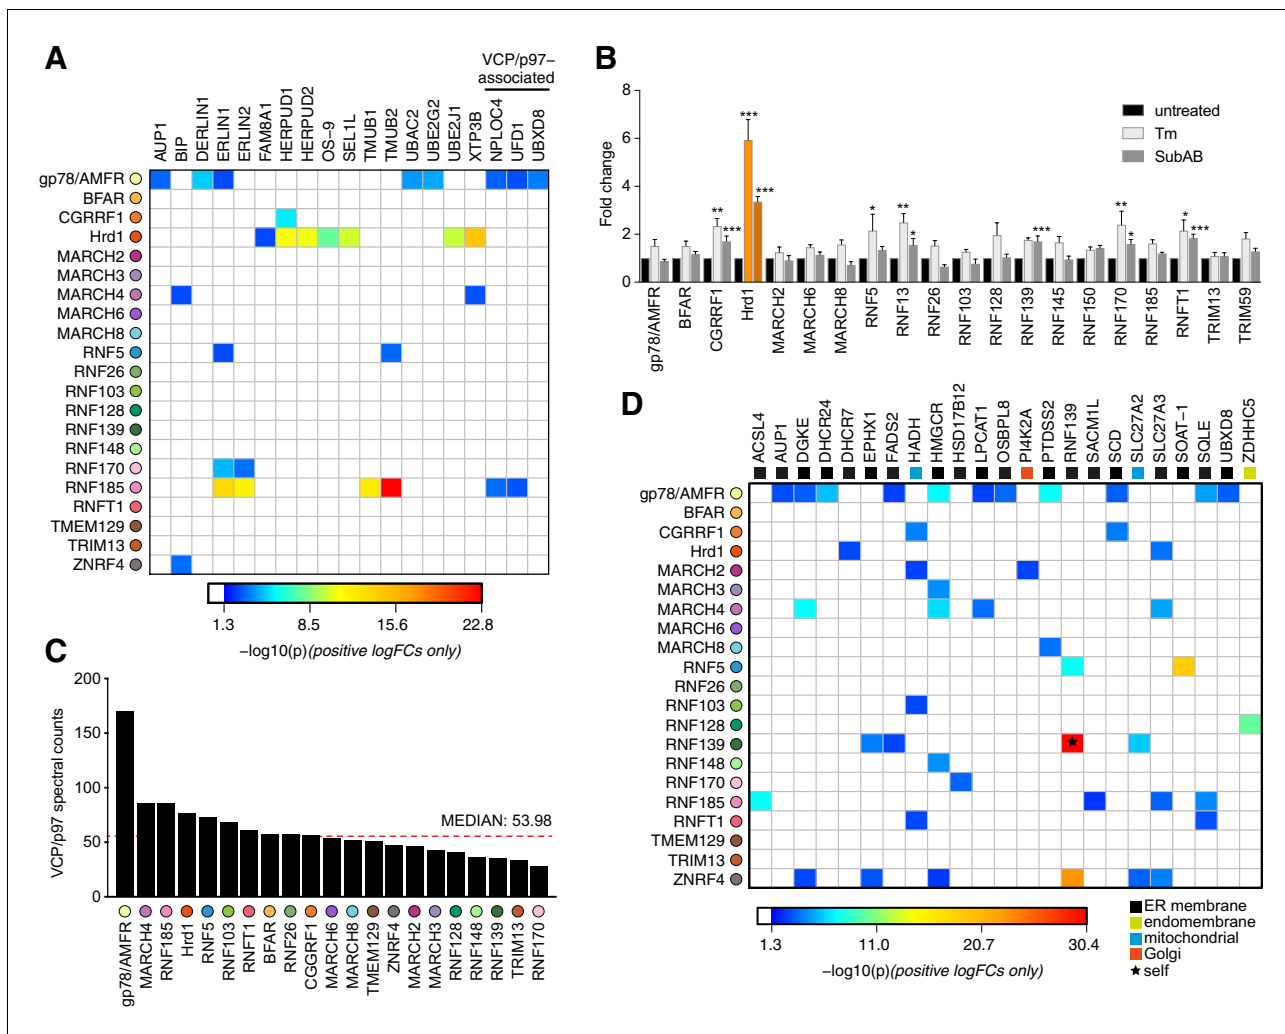 A
VCP/p97–
associated
AUP1
BIP
DERLIN1
ERLIN1
ERLIN2
FAM8A1
HERPUD1
HERPUD2
OS-9
SEL1L
TMUB1
TMUB2
UBAC2
UBE2G2
UBE2J1
XTP3B
NPLOC4
UFD1
UBXD8
gp78/AMFR
BFAR
CGRRF1
Hrd1
MARCH2
MARCH3
MARCH4
MARCH6
MARCH8
RNF5
RNF26
RNF103
RNF128
RNF139
RNF148
RNF170
RNF185
RNFT1
TMEM129
TRIM13
ZNRF4
1.3 8.5 15.6 22.8
–log10(p)(positive logFCs only)
B
Fold change
8
6
4
2
0
untreated
Tm
SubAB
** *** *** *** * ** * *** ** * * ***
gp78/AMFR
BFAR
CGRRF1
Hrd1
MARCH2
MARCH6
MARCH8
RNF5
RNF13
RNF26
RNF103
RNF128
RNF139
RNF145
RNF150
RNF170
RNF185
RNFT1
TRIM13
TRIM59
C
VCP/p97 spectral counts
200
150
100
50
0
MEDIAN: 53.98
gp78/AMFR
MARCH4
RNF185
Hrd1
RNF5
RNF103
RNFT1
BFAR
RNF26
CGGRF1
MARCH6
MARCH8
TMEM129
ZNRF4
MARCH2
MARCH3
RNF128
RNF148
RNF139
TRIM13
RNF170
D
ACSL4
AUP1
DGKE
DHCR24
DHCR7
EPHX1
FADS2
HADH
HMGCR
HSD17B12
LPCAT1
OSBPL8
PI4K2A
PTDSS2
RNF139
SACM1L
SCD
SLC27A2
SLC27A3
SOAT-1
SQLE
UBXD8
ZDHHC5
gp78/AMFR
BFAR
CGRRF1
Hrd1
MARCH2
MARCH3
MARCH4
MARCH6
MARCH8
RNF5
RNF26
RNF103
RNF128
RNF139
RNF148
RNF170
RNF185
RNFT1
TMEM129
TRIM13
ZNRF4
1.3 11.0 20.7 30.4
–log10(p)(positive logFCs only)
ER membrane
endomembrane
mitochondrial
Golgi
self